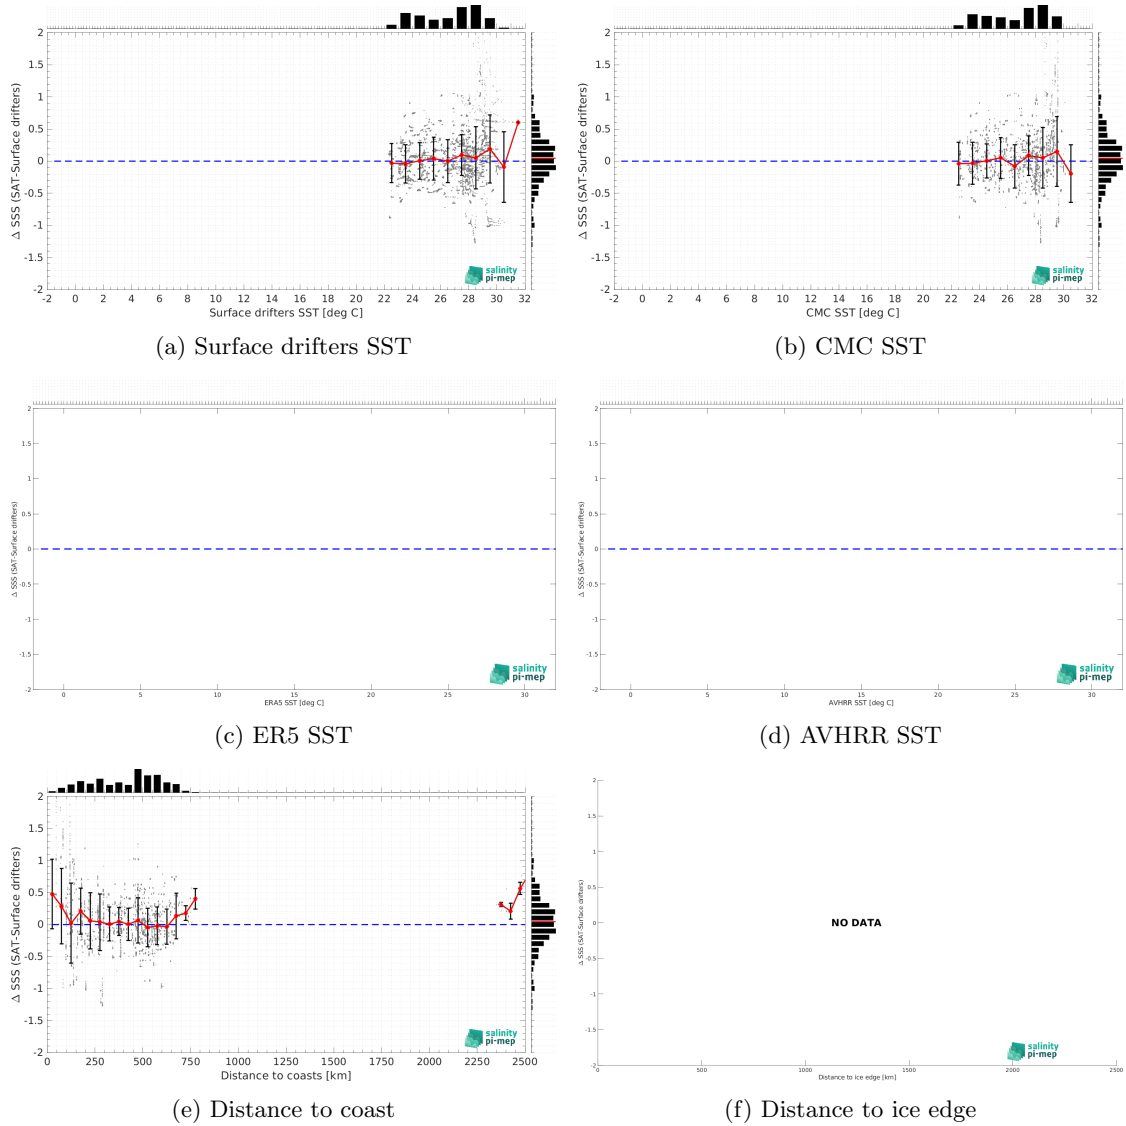 2
1.5
1
0.5
0
-0.5
-1
-1.5
-2
Δ SSS (SAT-Surface drifters)
-2 0 2 4 6 8 10 12 14 16 18 20 22 24 26 28 30 32
Surface drifters SST [deg C]
salinity
pi-mep
(a) Surface drifters SST
2
1.5
1
0.5
0
-0.5
-1
-1.5
-2
Δ SSS (SAT-Surface drifters)
-2 0 2 4 6 8 10 12 14 16 18 20 22 24 26 28 30 32
CMC SST [deg C]
salinity
pi-mep
(b) CMC SST
2
1.5
1
0.5
0
-0.5
-1
-1.5
-2
Δ SSS (SAT-Surface drifters)
0 5 10 15 20 25 30
ERA5 SST [deg C]
salinity
pi-mep
(c) ER5 SST
2
1.5
1
0.5
0
-0.5
-1
-1.5
-2
Δ SSS (SAT-Surface drifters)
0 5 10 15 20 25 30
AVHRR SST [deg C]
salinity
pi-mep
(d) AVHRR SST
2
1.5
1
0.5
0
-0.5
-1
-1.5
-2
Δ SSS (SAT-Surface drifters)
0 250 500 750 1000 1250 1500 1750 2000 2250 2500
Distance to coasts [km]
salinity
pi-mep
(e) Distance to coast
2
1.5
1
0.5
0
-0.5
-1
-1.5
-2
Δ SSS (SAT-Surface drifters)
NO DATA
0 500 1000 1500 2000 2500
Distance to ice edge [km]
salinity
pi-mep
(f) Distance to ice edge